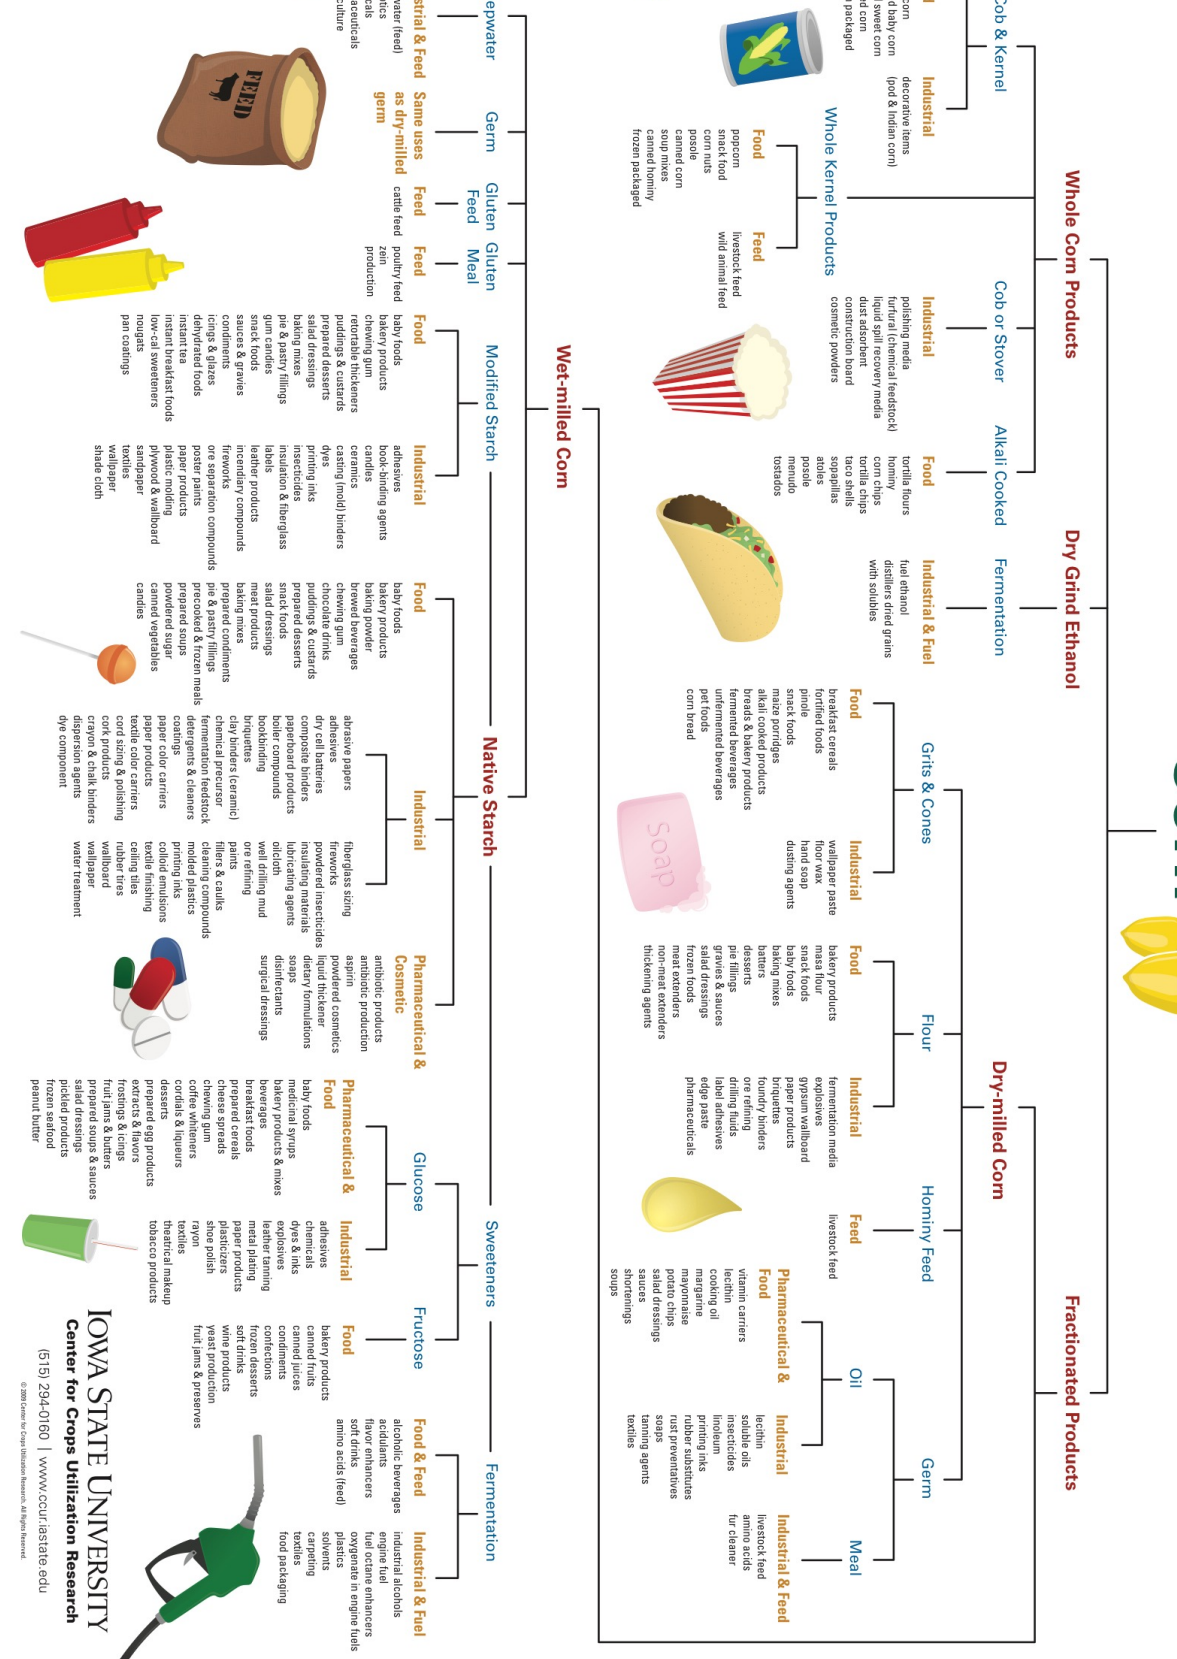 Whole Corn Products
Dry Grind Ethanol
Fractionated Products
Cob & Kernel
corn
d baby corn
sweet corn
d corn
packaged
Industrial
decorative items
(pod & Indian corn)
Whole Kernel Products
Food
popcorn
snack food
corn nuts
posole
canned corn
soup mixes
canned hominy
frozen packaged
Feed
livestock feed
wild animal feed
Cob or Stover
Industrial
polishing media
furfural (chemical feedstock)
liquid spill recovery media
dust adsorbent
construction board
cosmetic powders
Alkali Cooked
Food
tortilla flours
hominy
corn chips
tortilla chips
taco shells
sopapillas
atoles
posole
menudo
tostados
Fermentation
Industrial & Fuel
fuel ethanol
distillers dried grains
with solubles
Dry-milled Corn
Grits & Cones
Food
breakfast cereals
fortified foods
pinole
snack foods
maize porridges
alkali cooked products
breads & bakery products
fermented beverages
unfermented beverages
pet foods
corn bread
Industrial
wallpaper paste
floor wax
hand soap
dusting agents
Soap
Flour
Food
bakery products
masa flour
snack foods
baby foods
baking mixes
batters
desserts
pie fillings
gravies & sauces
salad dressings
frozen foods
meat extenders
non-meat extenders
thickening agents
Industrial
fermentation media
explosives
gypsum wallboard
paper products
briquettes
foundry binders
ore refining
drilling fluids
label adhesives
edge paste
pharmaceuticals
Hominy Feed
Feed
livestock feed
Germ
Oil
Pharmaceutical &
Food
vitamin carriers
lecithin
cooking oil
margarine
mayonnaise
potato chips
salad dressings
sauces
shortenings
soups
Industrial
lecithin
soluble oils
insecticides
linoleum
printing inks
rubber substitutes
rust preventatives
soaps
tanning agents
textiles
Meal
Industrial & Feed
livestock feed
amino acids
fur cleaner
Wet-milled Corn
epwater
strial & Feed
water (feed)
otics
cals
aceuticals
culture
FEED
Germ
Same uses
as dry-milled
germ
Gluten
Feed
Feed
cattle feed
Gluten
Meal
Feed
poultry feed
zein
production
Modified Starch
Food
baby foods
bakery products
chewing gum
retortable thickeners
puddings & custards
prepared desserts
salad dressings
baking mixes
pie & pastry fillings
gum candies
snack foods
sauces & gravies
condiments
icings & glazes
dehydrated foods
instant tea
instant breakfast foods
low-cal sweeteners
nougats
pan coatings
Industrial
adhesives
book-binding agents
candles
ceramics
casting (mold) binders
dyes
printing inks
insecticides
insulation & fiberglass
labels
leather products
incendiary compounds
fireworks
ore separation compounds
poster paints
paper products
plastic molding
plywood & wallboard
sandpaper
textiles
wallpaper
shade cloth
Native Starch
Food
baby foods
bakery products
baking powder
brewed beverages
chewing gum
chocolate drinks
puddings & custards
prepared desserts
snack foods
salad dressings
meat products
baking mixes
prepared condiments
pie & pastry fillings
precooked & frozen meals
prepared soups
powdered sugar
canned vegetables
candies
Industrial
abrasive papers
adhesives
dry cell batteries
composite binders
paperboard products
boiler compounds
bookbinding
briquettes
clay binders (ceramic)
chemical precursor
fermentation feedstock
detergents & cleaners
coatings
paper color carriers
paper products
textile color carriers
cord sizing & polishing
cork products
crayon & chalk binders
dispersion agents
dye component
fiberglass sizing
fireworks
powdered insecticides
insulating materials
lubricating agents
oilcloth
well drilling mud
ore refining
paints
fillers & caulks
cleaning compounds
molded plastics
printing inks
colloid emulsions
textile finishing
ceiling tiles
rubber tires
wallboard
wallpaper
water treatment
Pharmaceutical &
Cosmetic
antibiotic products
antibiotic production
aspirin
powdered cosmetics
liquid thickener
dietary formulations
soaps
disinfectants
surgical dressings
Sweeteners
Glucose
Pharmaceutical &
Food
baby foods
medicinal syrups
bakery products & mixes
beverages
breakfast foods
prepared cereals
cheese spreads
chewing gum
coffee whiteners
cordials & liqueurs
desserts
prepared egg products
extracts & flavors
frostings & icings
fruit jams & butters
prepared soups & sauces
salad dressings
pickled products
frozen seafood
peanut butter
Industrial
adhesives
chemicals
dyes & inks
explosives
leather tanning
metal plating
paper products
plasticizers
shoe polish
rayon
textiles
theatrical makeup
tobacco products
Fructose
Food
bakery products
canned fruits
canned juices
condiments
confections
frozen desserts
soft drinks
wine products
yeast production
fruit jams & preserves
Fermentation
Food & Feed
alcoholic beverages
acidulants
flavor enhancers
soft drinks
amino acids (feed)
Industrial & Fuel
industrial alcohols
engine fuel
fuel octane enhancers
oxygenate in engine fuels
plastics
solvents
carpeting
textiles
food packaging
IOWA STATE UNIVERSITY
Center for Crops Utilization Research
(515) 294-0160 | www.ccur.iastate.edu
© 2009 Center for Crops Utilization Research. All Rights Reserved.